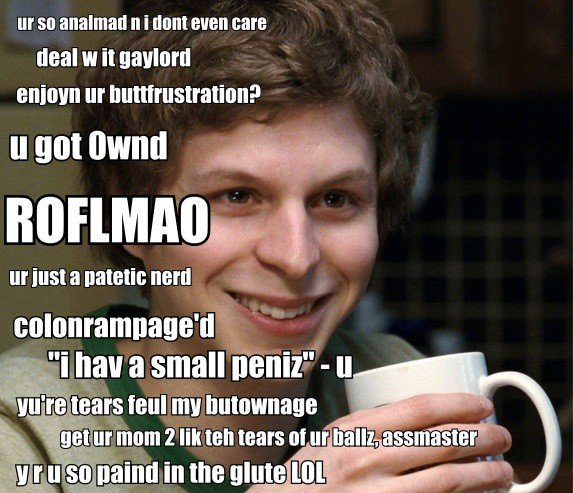 ur so analmad n i dont even care
deal w it gaylord
enjoyn ur buttfrustration?
u got 0wnd
ROFLMAO
ur just a patetic nerd
colonrampage'd
"i hav a small peniz" - u
yu're tears feul my butownage
get ur mom 2 lik teh tears of ur ballz, assmaster
y r u so paind in the glute LOL